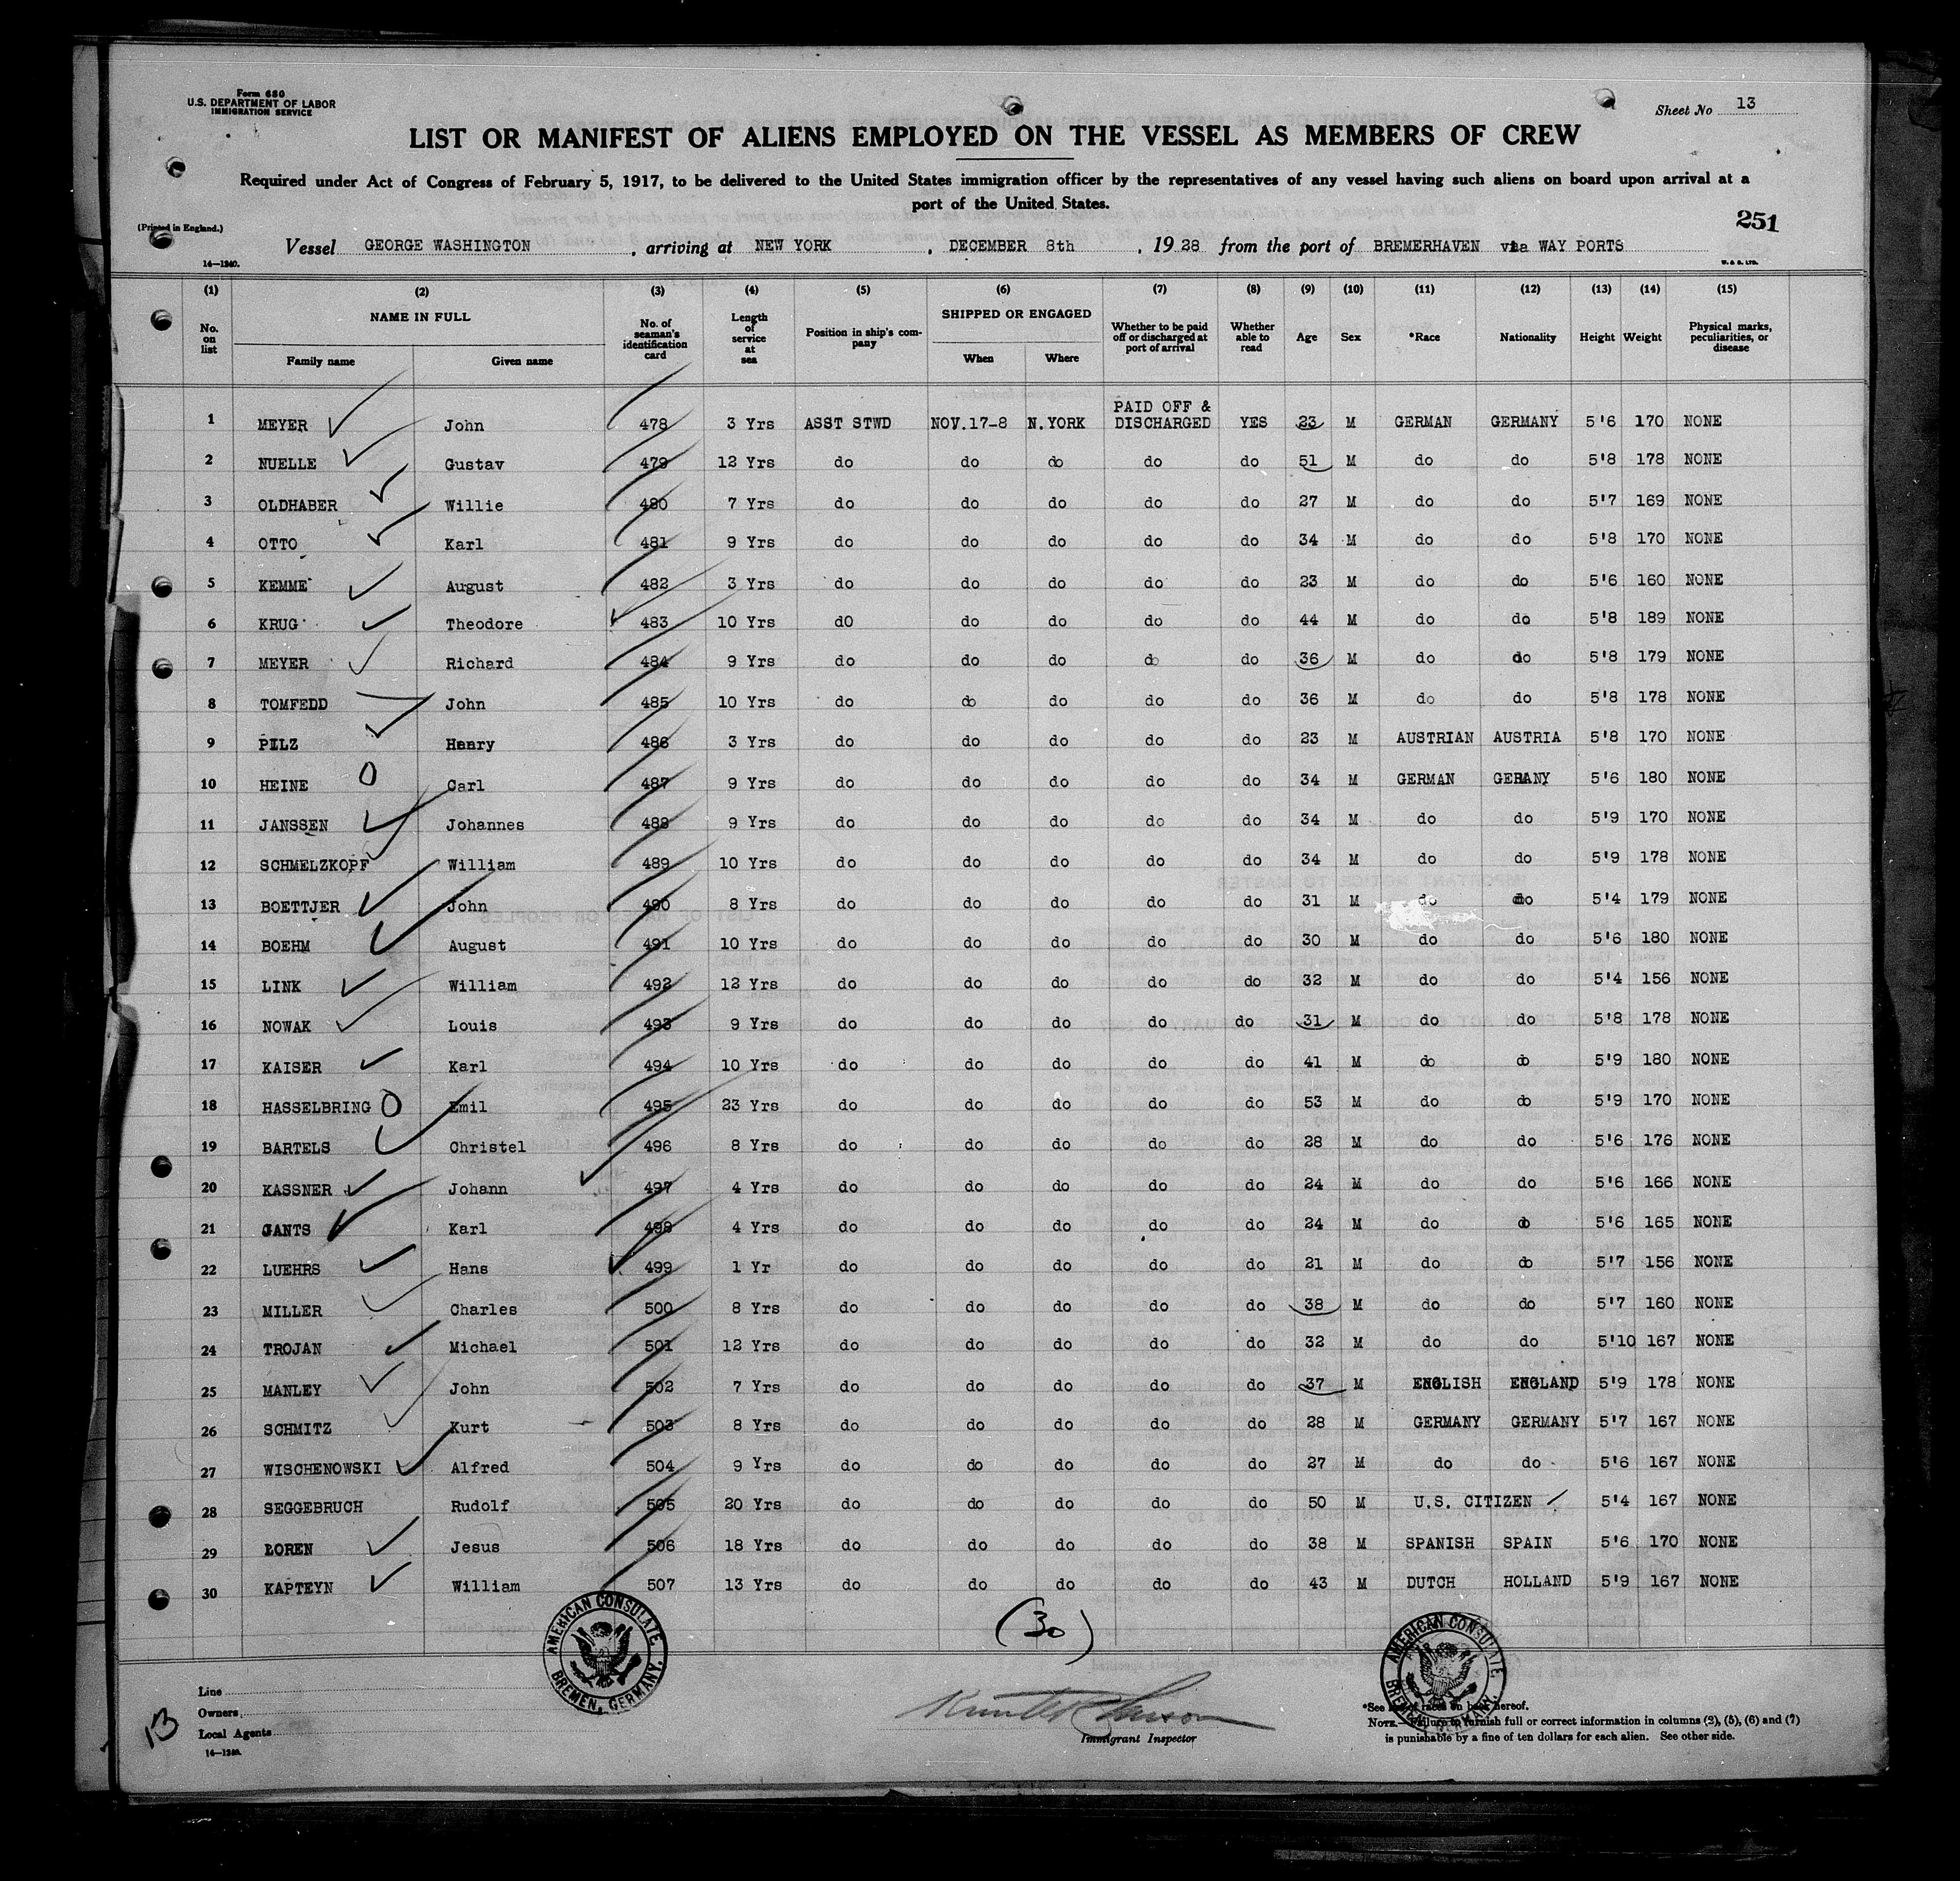 Form 680
U.S. DEPARTMENT OF LABOR
IMMIGRATION SERVICE
Sheet No 13
LIST OR MANIFEST OF ALIENS EMPLOYED ON THE VESSEL AS MEMBERS OF CREW
Required under Act of Congress of February 5, 1917, to be delivered to the United States immigration officer by the representatives of any vessel having such aliens on board upon arrival at a
port of the United States.
251
(Printed in England.)
Vessel GEORGE WASHINGTON, arriving at NEW YORK, DECEMBER 8th, 1928 from the port of BREMERHAVEN via WAY PORTS
14—1240. W. & S. LTD.
(1) (2) (3) (4) (5) (6) (7) (8) (9) (10) (11) (12) (13) (14) (15)
No. on list NAME IN FULL Family name Given name No. of seaman's identification card Length of service at sea Position in ship's company SHIPPED OR ENGAGED When Where Whether to be paid off or discharged at port of arrival Whether able to read Age Sex *Race Nationality Height Weight Physical marks, peculiarities, or disease
1 MEYER John 478 3 Yrs ASST STWD NOV.17-8 N.YORK PAID OFF & DISCHARGED YES 23 M GERMAN GERMANY 5'6 170 NONE
2 NUELLE Gustav 479 12 Yrs do do do do do 51 M do do 5'8 178 NONE
3 OLDHABER Willie 480 7 Yrs do do do do do 27 M do do 5'7 169 NONE
4 OTTO Karl 481 9 Yrs do do do do do 34 M do do 5'8 170 NONE
5 KEMME August 482 3 Yrs do do do do do 23 M do do 5'6 160 NONE
6 KRUG Theodore 483 10 Yrs dO do do do do 44 M do do 5'8 189 NONE
7 MEYER Richard 484 9 Yrs do do do do do 36 M do do 5'8 179 NONE
8 TOMFEDD John 485 10 Yrs do do do do do 36 M do do 5'8 178 NONE
9 PILZ Henry 486 3 Yrs do do do do do 23 M AUSTRIAN AUSTRIA 5'8 170 NONE
10 HEINE Carl 487 9 Yrs do do do do do 34 M GERMAN GERANY 5'6 180 NONE
11 JANSSEN Johannes 488 9 Yrs do do do do do 34 M do do 5'9 170 NONE
12 SCHMELZKOPF William 489 10 Yrs do do do do do 34 M do do 5'9 178 NONE
13 BOETTJER John 490 8 Yrs do do do do do 31 M do do 5'4 179 NONE
14 BOEHM August 491 10 Yrs do do do do do 30 M do do 5'6 180 NONE
15 LINK William 492 12 Yrs do do do do do 32 M do do 5'4 156 NONE
16 NOWAK Louis 493 9 Yrs do do do do do 31 M do do 5'8 178 NONE
17 KAISER Karl 494 10 Yrs do do do do do 41 M do do 5'9 180 NONE
18 HASSELBRING Emil 495 23 Yrs do do do do do 53 M do do 5'9 170 NONE
19 BARTELS Christel 496 8 Yrs do do do do do 28 M do do 5'6 176 NONE
20 KASSNER Johann 497 4 Yrs do do do do do 24 M do do 5'6 166 NONE
21 GANTS Karl 498 4 Yrs do do do do do 24 M do do 5'6 165 NONE
22 LUEHRS Hans 499 1 Yr do do do do do 21 M do do 5'7 156 NONE
23 MILLER Charles 500 8 Yrs do do do do do 38 M do do 5'7 160 NONE
24 TROJAN Michael 501 12 Yrs do do do do do 32 M do do 5'10 167 NONE
25 MANLEY John 502 7 Yrs do do do do do 37 M ENGLISH ENGLAND 5'9 178 NONE
26 SCHMITZ Kurt 503 8 Yrs do do do do do 28 M GERMANY GERMANY 5'7 167 NONE
27 WISCHENOWSKI Alfred 504 9 Yrs do do do do do 27 M do do 5'6 167 NONE
28 SEGGEBRUCH Rudolf 505 20 Yrs do do do do do 50 M U.S. CITIZEN 5'4 167 NONE
29 LOREN Jesus 506 18 Yrs do do do do do 38 M SPANISH SPAIN 5'6 170 NONE
30 KAPTEYN William 507 13 Yrs do do do do do 43 M DUTCH HOLLAND 5'9 167 NONE
(30)
AMERICAN CONSULATE BREMEN, GERMANY.
AMERICAN CONSULATE BREMEN, GERMANY.
Line
Owners
Local Agents
14—1240.
13
Immigrant Inspector
*See list of races on back hereof.
NOTE.—Failure to furnish full or correct information in columns (2), (5), (6) and (7)
is punishable by a fine of ten dollars for each alien. See other side.